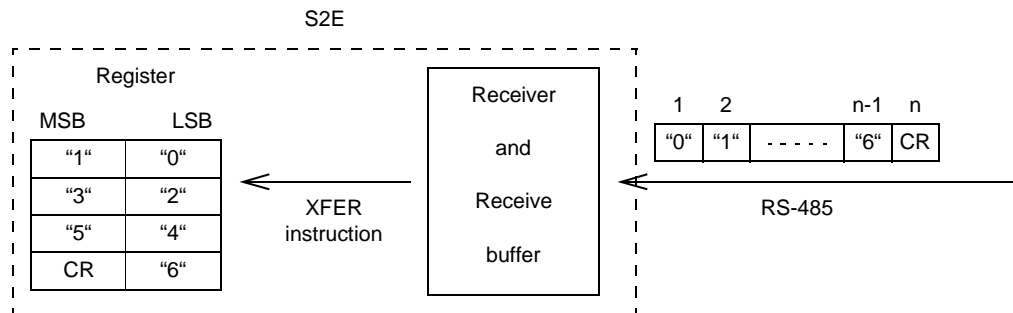 S2E
Register
MSB LSB
“1“ “0“
“3“ “2“
“5“ “4“
CR “6“
XFER
instruction
Receiver
and
Receive
buffer
1 2 n-1 n
“0“ “1“ - - - - - “6“ CR
RS-485